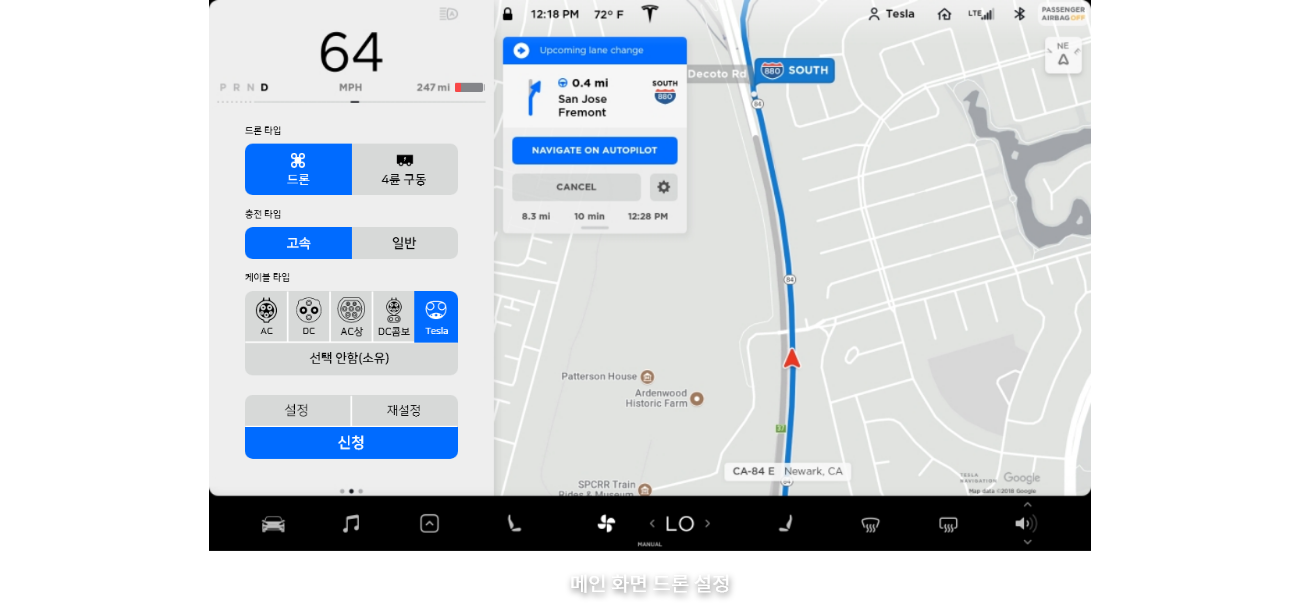 64
P R N D
MPH
247 mi
드론 타입
드론
4륜 구동
충전 타입
고속
일반
케이블 타입
AC
DC
AC상
DC콤보
Tesla
선택 안함(소유)
설정
재설정
신청
12:18 PM
72° F
Tesla
LTE
PASSENGER
AIRBAG OFF
Upcoming lane change
0.4 mi
San Jose
Fremont
SOUTH
880
NAVIGATE ON AUTOPILOT
CANCEL
8.3 mi
10 min
12:28 PM
Decoto Rd
880 SOUTH
NE
84
84
Patterson House
Ardenwood
Historic Farm
37
CA-84 E Newark, CA
84
SPCRR Train
Rides & Museum
TESLA
NAVIGATION
Google
Map data ©2018 Google
LO
MANUAL
메인 화면 드론 설정